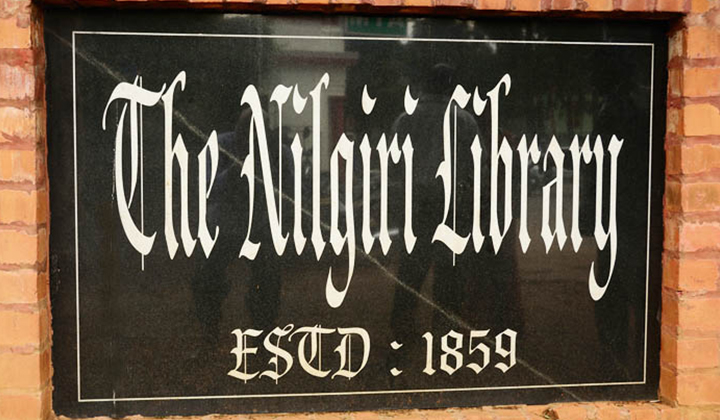 The Nilgiri Library
ESTD : 1859